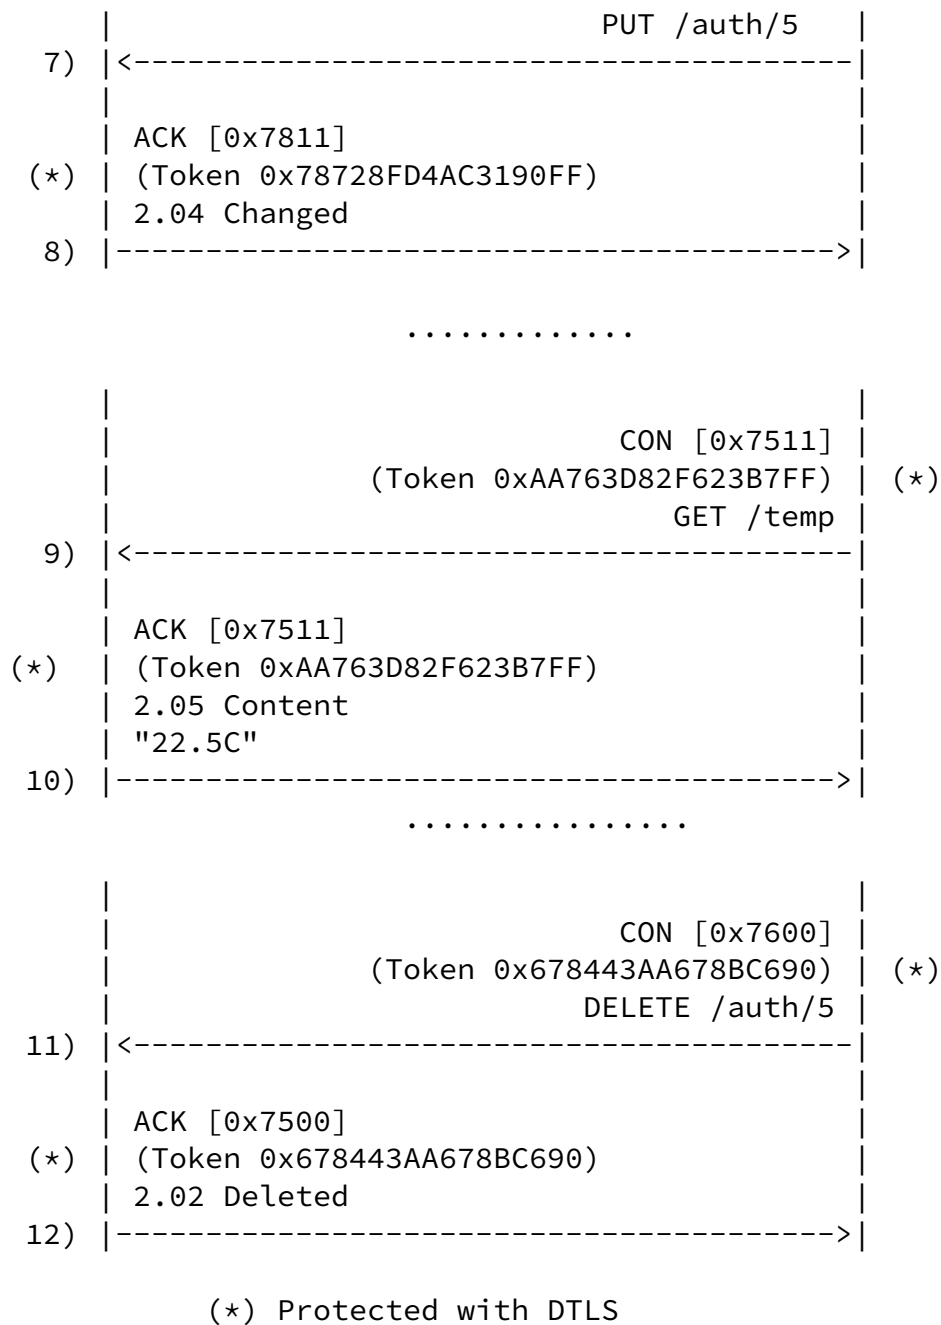 PUT /auth/5
7) |<----------------------------------------|
ACK [0x7811]
(*) | (Token 0x78728FD4AC3190FF)
2.04 Changed
8) |---------------------------------------->|
.............
CON [0x7511] |
(Token 0xAA763D82F623B7FF) | (*)
GET /temp |
9) |<----------------------------------------|
ACK [0x7511]
(*) | (Token 0xAA763D82F623B7FF)
2.05 Content
"22.5C"
10) |---------------------------------------->|
................
CON [0x7600] |
(Token 0x678443AA678BC690) | (*)
DELETE /auth/5 |
11) |<----------------------------------------|
ACK [0x7500]
(*) | (Token 0x678443AA678BC690)
2.02 Deleted
12) |---------------------------------------->|
(*) Protected with DTLS